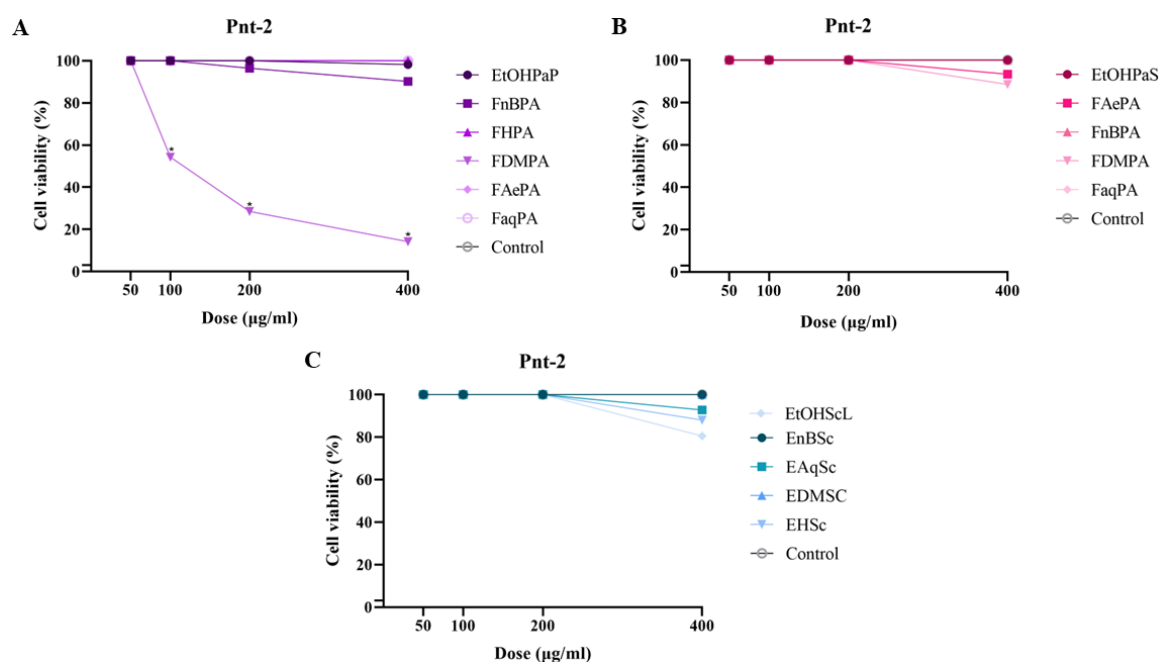 A
Pnt-2
Cell viability (%)
100
80
60
40
20
0
50
100
200
400
Dose (µg/ml)
*
*
*
EtOHPaP
FnBPA
FHPA
FDMPA
FAePA
FaqPA
Control
B
Pnt-2
Cell viability (%)
100
80
60
40
20
0
50
100
200
400
Dose (µg/ml)
EtOHPaS
FAePA
FnBPA
FDMPA
FaqPA
Control
C
Pnt-2
Cell viability (%)
100
80
60
40
20
0
50
100
200
400
Dose (µg/ml)
EtOHScL
EnBSc
EAqSc
EDMSC
EHSc
Control